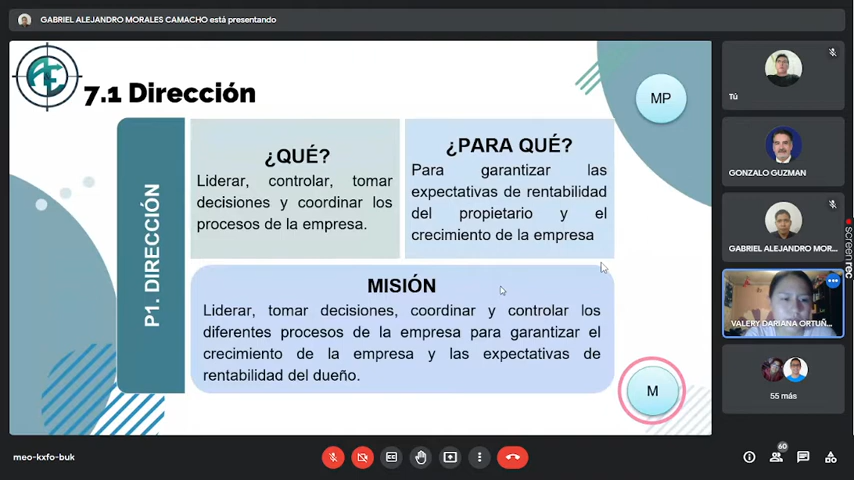 GABRIEL ALEJANDRO MORALES CAMACHO está presentando
7.1 Dirección
MP
P1. DIRECCIÓN
¿QUÉ?
Liderar, controlar, tomar
decisiones y coordinar los
procesos de la empresa.
¿PARA QUÉ?
Para garantizar las
expectativas de rentabilidad
del propietario y el
crecimiento de la empresa
MISIÓN
Liderar, tomar decisiones, coordinar y controlar los
diferentes procesos de la empresa para garantizar el
crecimiento de la empresa y las expectativas de
rentabilidad del dueño.
M
Tú
GONZALO GUZMAN
GABRIEL ALEJANDRO MOR...
VALERY DARIANA ORTUÑ...
55 más
screenrec
meo-kxfo-buk
60